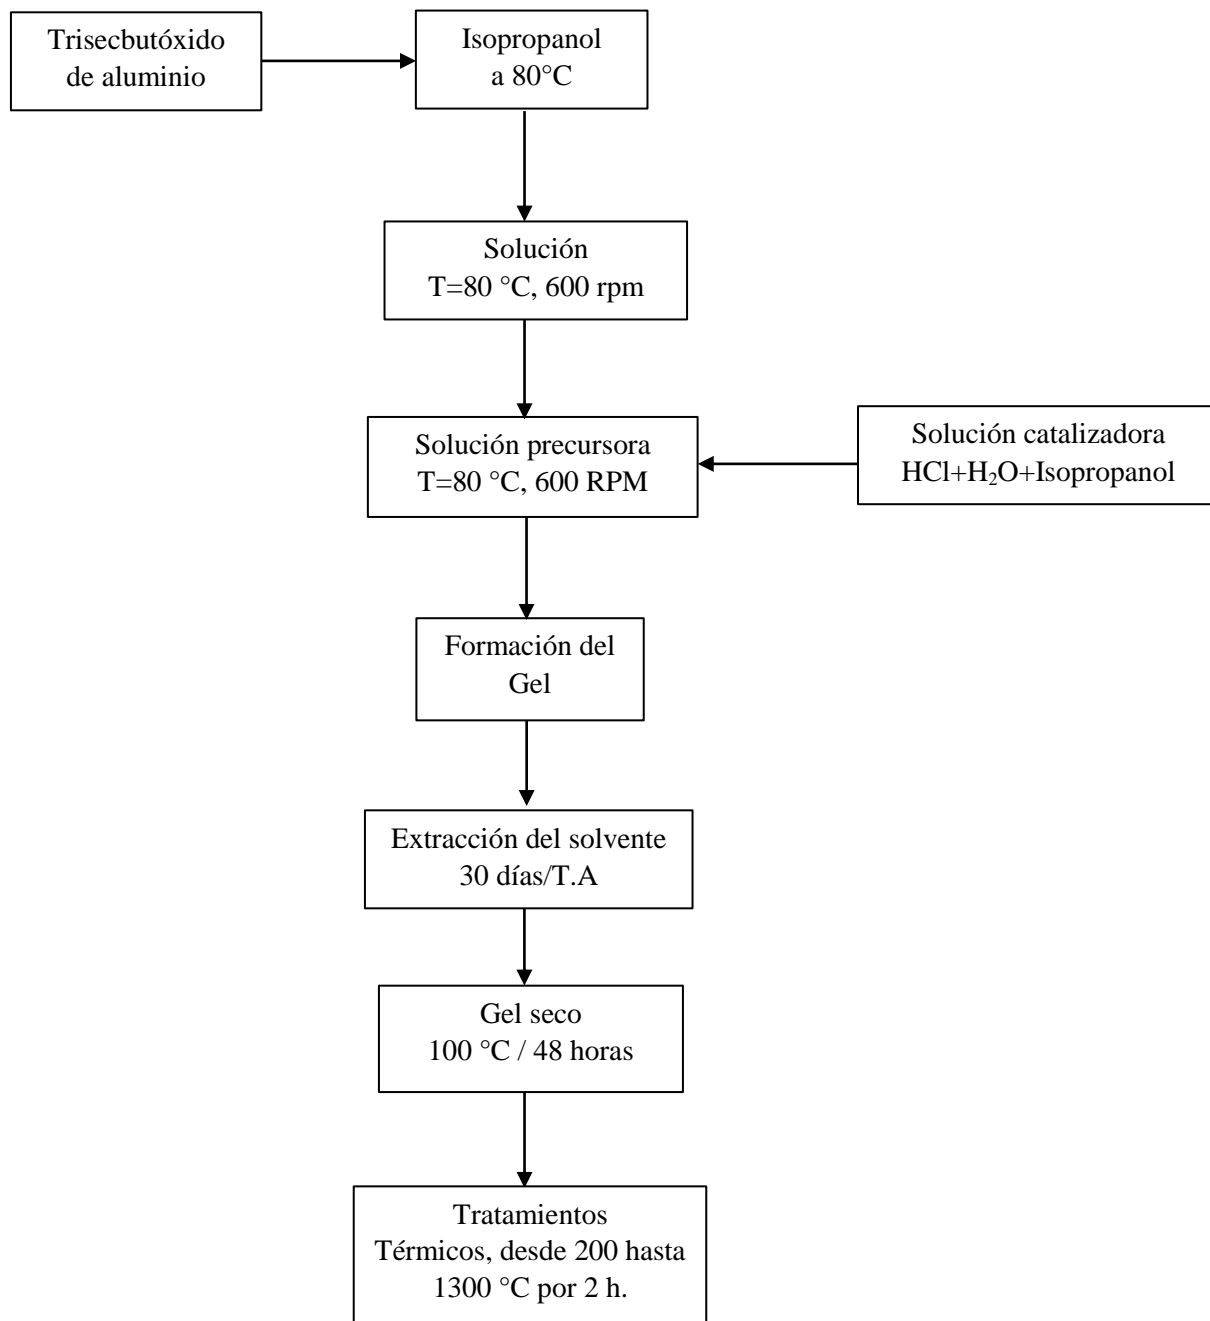 Trisecbutóxido
de aluminio
Isopropanol
a 80°C
Solución
T=80 °C, 600 rpm
Solución precursora
T=80 °C, 600 RPM
Solución catalizadora
HCl+H₂O+Isopropanol
Formación del
Gel
Extracción del solvente
30 días/T.A
Gel seco
100 °C / 48 horas
Tratamientos
Térmicos, desde 200 hasta
1300 °C por 2 h.